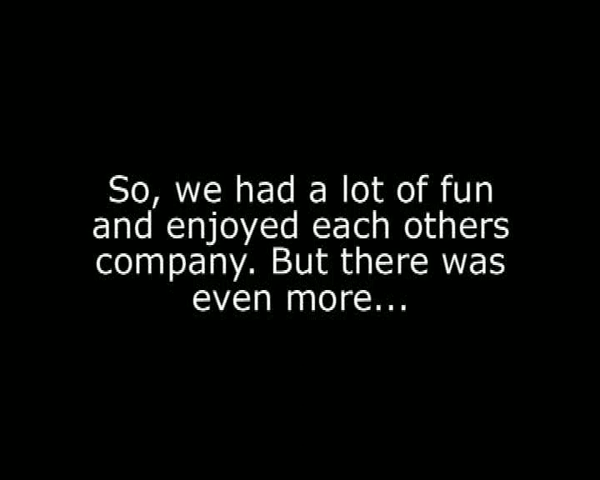 So, we had a lot of fun
and enjoyed each others
company. But there was
even more...